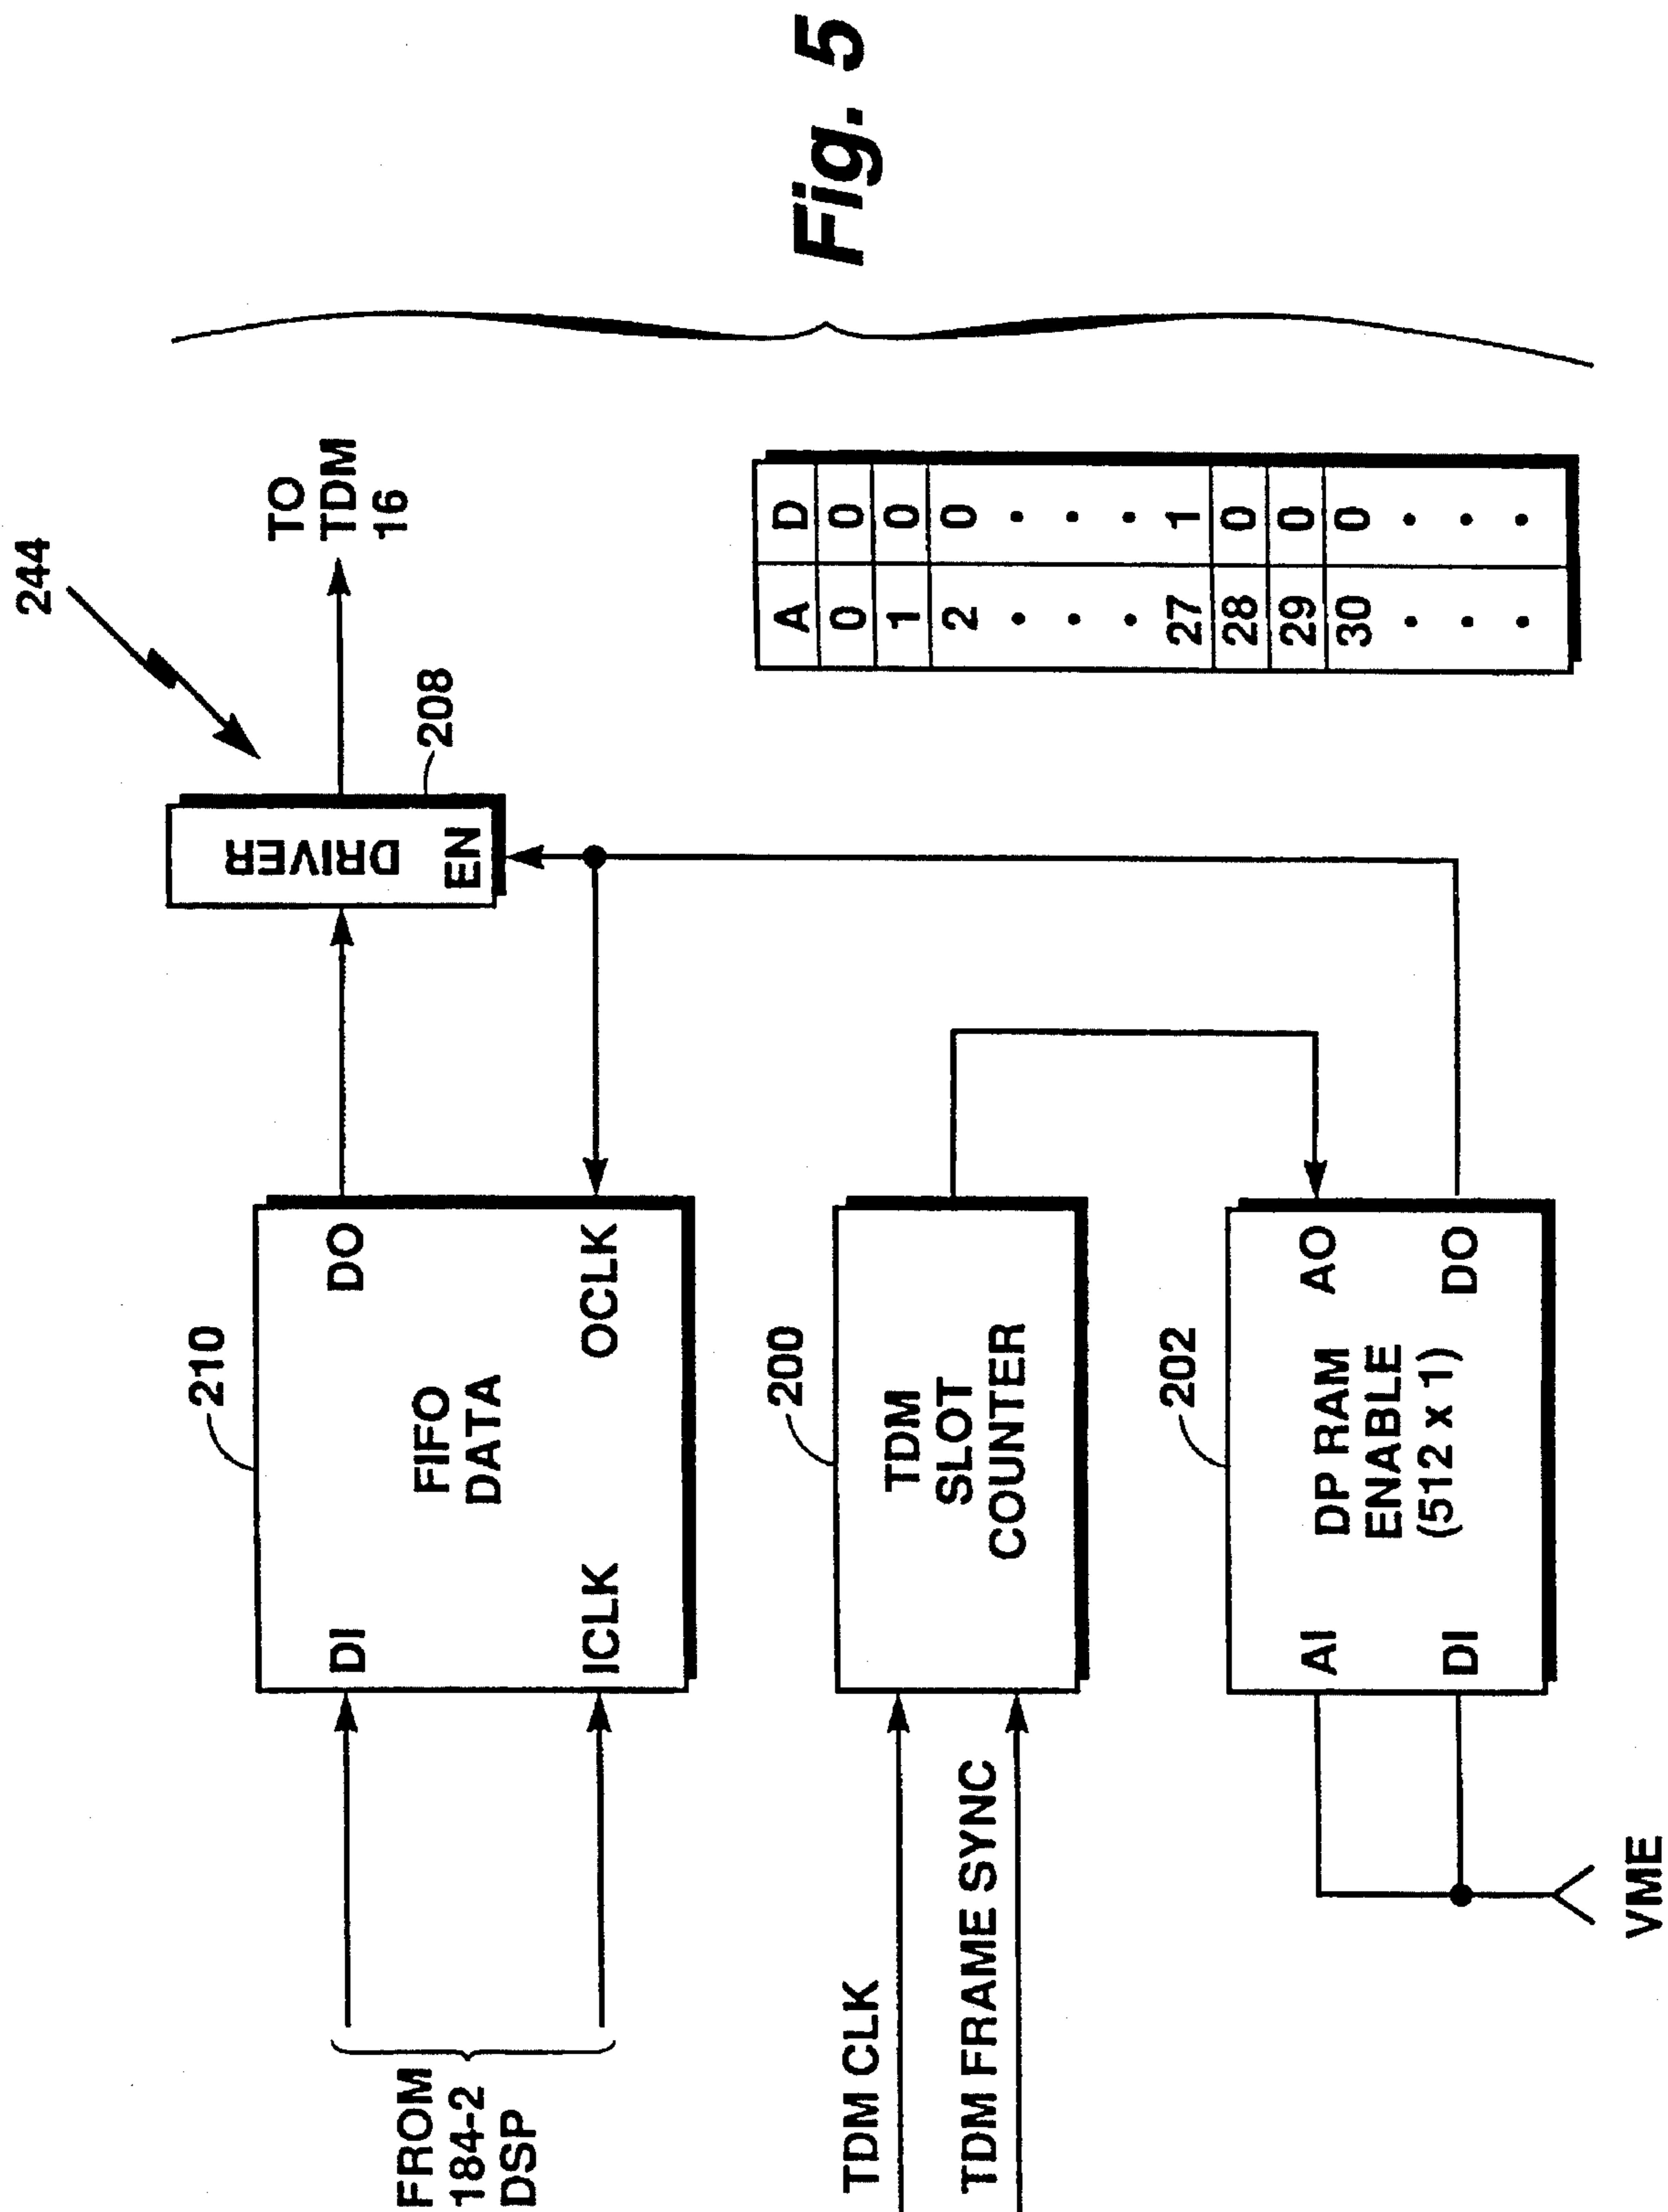 244
TO
TDM
16
DRIVER
EN
208
210
DI
DO
FIFO
DATA
ICLK
OCLK
FROM
184-2
DSP
200
TDM
SLOT
COUNTER
TDM CLK
TDM FRAME SYNC
202
AI
AO
DP RAM
ENABLE
(512 x 1)
DI
DO
VME
A D
0 0
1 0
2 0
. .
. .
. .
27 1
28 0
29 0
30 0
. .
. .
. .
Fig. 5